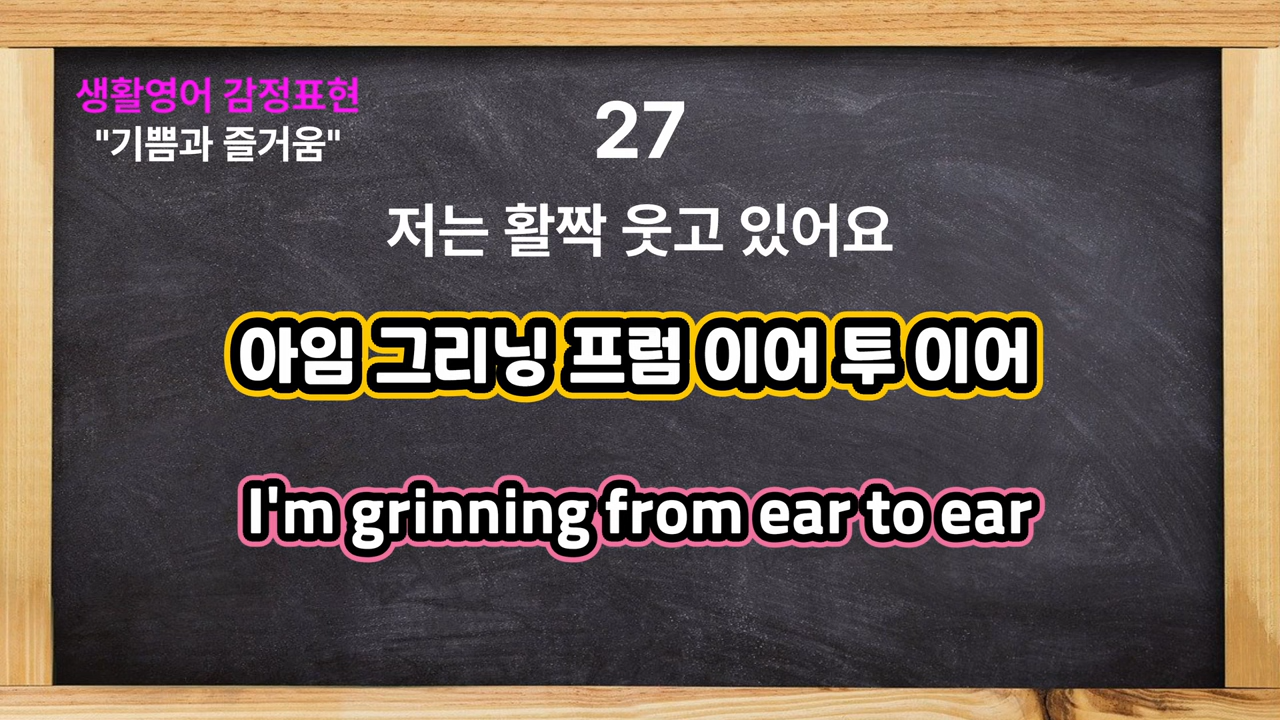 생활영어 감정표현
"기쁨과 즐거움"
27
저는 활짝 웃고 있어요
아임 그리닝 프럼 이어 투 이어
I'm grinning from ear to ear